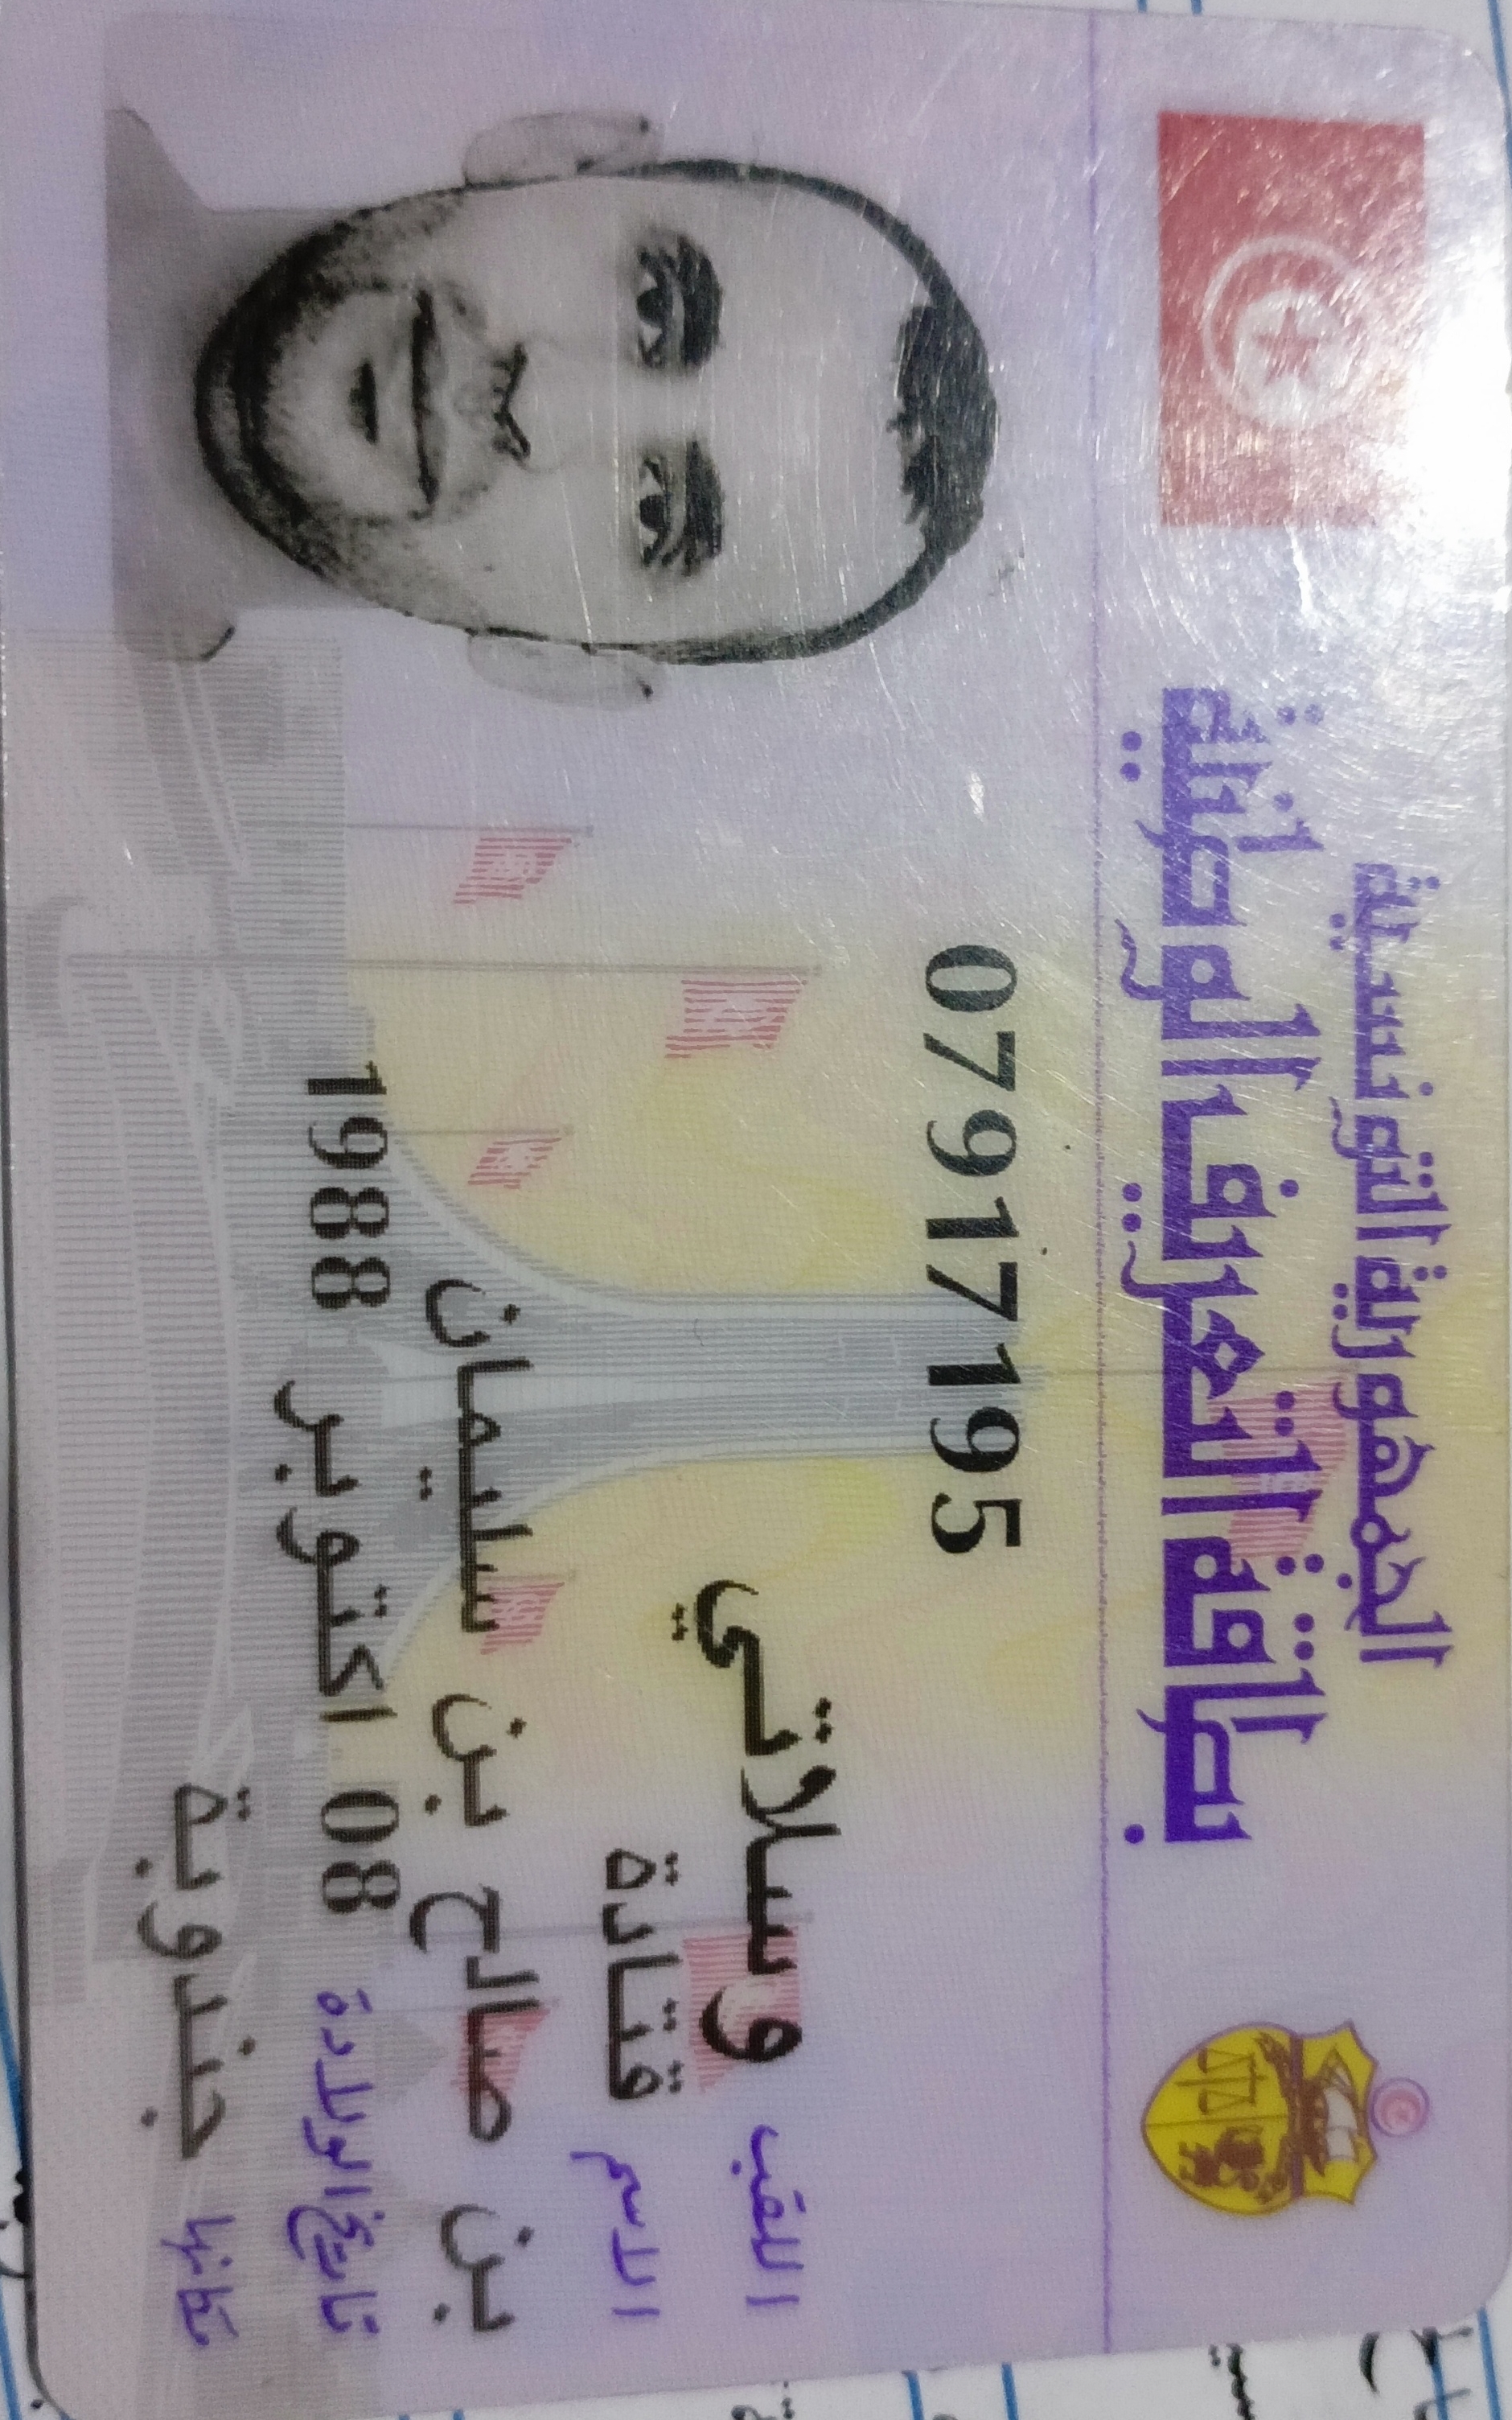 الجمهورية التونسية
بطاقة التعريف الوطنية
07917195
اللقب وسلاتي
الاسم قتادة
بن صالح بن سليمان
تاريخ الولادة 08 اكتوبر 1988
مكانها جندوبة